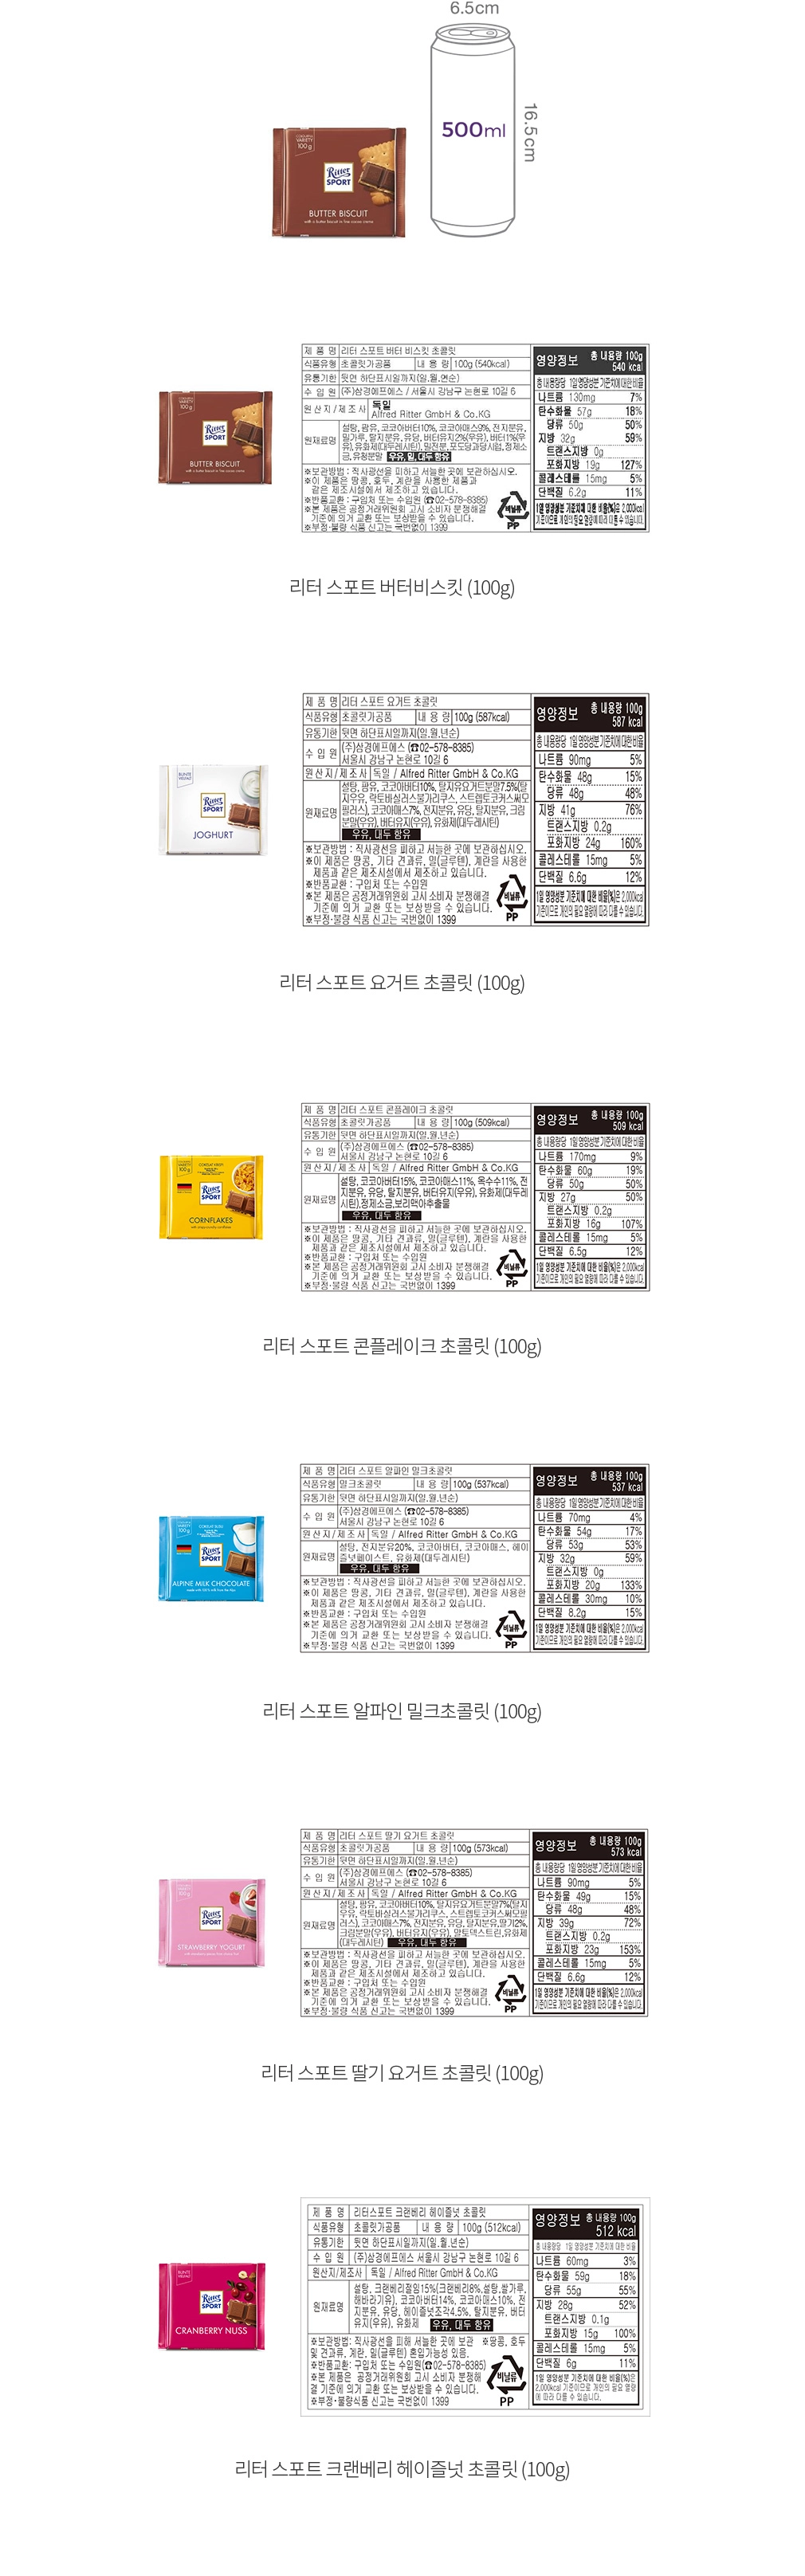 6.5cm
500ml
16.5cm
Ritter
SPORT
BUTTER BISCUIT
제 품 명 리터 스포트 버터 비스킷 초콜릿
식품유형 초콜릿가공품 내 용 량 100g (540kcal)
유통기한 뒷면 하단표시일까지(일,월,연순)
수 입 원 (주)삼경에프에스 / 서울시 강남구 논현로 10길 6
원산지/제조사 독일
Alfred Ritter GmbH & Co.KG
원재료명 설탕, 팜유, 코코아버터10%, 코코아매스9%, 전지분유,
밀가루, 탈지분유, 유당, 버터유지2%(우유), 버터1%(우
유), 유화제(대두레시틴), 밀전분, 포도당과당시럽, 정제소
금, 유청분말 우유, 밀, 대두 함유
※보관방법 : 직사광선을 피하고 서늘한 곳에 보관하십시오.
※이 제품은 땅콩, 호두, 계란을 사용한 제품과
같은 제조시설에서 제조하고 있습니다.
※반품교환 : 구입처 또는 수입원 (☎02-578-8385)
※본 제품은 공정거래위원회 고시 소비자 분쟁해결
기준에 의거 교환 또는 보상받을 수 있습니다.
※부정·불량 식품 신고는 국번없이 1399
비닐류
PP
영양정보 총 내용량 100g
540 kcal
총 내용량당 1일 영양성분 기준치에 대한 비율
나트륨 130mg 7%
탄수화물 57g 18%
당류 50g 50%
지방 32g 59%
트랜스지방 0g
포화지방 19g 127%
콜레스테롤 15mg 5%
단백질 6.2g 11%
1일 영양성분 기준치에 대한 비율(%)은 2,000kcal
기준이므로 개인의 필요 열량에 따라 다를 수 있습니다.
리터 스포트 버터비스킷 (100g)
Ritter
SPORT
JOGHURT
제 품 명 리터 스포트 요거트 초콜릿
식품유형 초콜릿가공품 내 용 량 100g (587kcal)
유통기한 뒷면 하단표시일까지(일,월,년순)
수 입 원 (주)삼경에프에스 (☎02-578-8385)
서울시 강남구 논현로 10길 6
원산지/제조사 독일 / Alfred Ritter GmbH & Co.KG
원재료명 설탕, 팜유, 코코아버터10%, 탈지유요거트분말7.5%(탈
지우유, 락토바실러스불가리쿠스, 스트렙토코커스써모
필러스), 코코아매스7%, 전지분유, 유당, 탈지분유, 크림
분말(우유), 버터유지(우유), 유화제(대두레시틴)
우유, 대두 함유
※보관방법 : 직사광선을 피하고 서늘한 곳에 보관하십시오.
※이 제품은 땅콩, 기타 견과류, 밀(글루텐), 계란을 사용한
제품과 같은 제조시설에서 제조하고 있습니다.
※반품교환 : 구입처 또는 수입원
※본 제품은 공정거래위원회 고시 소비자 분쟁해결
기준에 의거 교환 또는 보상받을 수 있습니다.
※부정·불량 식품 신고는 국번없이 1399
비닐류
PP
영양정보 총 내용량 100g
587 kcal
총 내용량당 1일 영양성분 기준치에 대한 비율
나트륨 90mg 5%
탄수화물 48g 15%
당류 48g 48%
지방 41g 76%
트랜스지방 0.2g
포화지방 24g 160%
콜레스테롤 15mg 5%
단백질 6.6g 12%
1일 영양성분 기준치에 대한 비율(%)은 2,000kcal
기준이므로 개인의 필요 열량에 따라 다를 수 있습니다.
리터 스포트 요거트 초콜릿 (100g)
Ritter
SPORT
CORNFLAKES
제 품 명 리터 스포트 콘플레이크 초콜릿
식품유형 초콜릿가공품 내 용 량 100g (509kcal)
유통기한 뒷면 하단표시일까지(일,월,년순)
수 입 원 (주)삼경에프에스 (☎02-578-8385)
서울시 강남구 논현로 10길 6
원산지/제조사 독일 / Alfred Ritter GmbH & Co.KG
원재료명 설탕, 코코아버터15%, 코코아매스11%, 옥수수11%, 전
지분유, 유당, 탈지분유, 버터유지(우유), 유화제(대두레
시틴),정제소금,보리맥아추출물
우유, 대두 함유
※보관방법 : 직사광선을 피하고 서늘한 곳에 보관하십시오.
※이 제품은 땅콩, 기타 견과류, 밀(글루텐), 계란을 사용한
제품과 같은 제조시설에서 제조하고 있습니다.
※반품교환 : 구입처 또는 수입원
※본 제품은 공정거래위원회 고시 소비자 분쟁해결
기준에 의거 교환 또는 보상받을 수 있습니다.
※부정·불량 식품 신고는 국번없이 1399
비닐류
PP
영양정보 총 내용량 100g
509 kcal
총 내용량당 1일 영양성분 기준치에 대한 비율
나트륨 170mg 9%
탄수화물 60g 19%
당류 50g 50%
지방 27g 50%
트랜스지방 0.2g
포화지방 16g 107%
콜레스테롤 15mg 5%
단백질 6.5g 12%
1일 영양성분 기준치에 대한 비율(%)은 2,000kcal
기준이므로 개인의 필요 열량에 따라 다를 수 있습니다.
리터 스포트 콘플레이크 초콜릿 (100g)
Ritter
SPORT
ALPINE MILK CHOCOLATE
제 품 명 리터 스포트 알파인 밀크초콜릿
식품유형 밀크초콜릿 내 용 량 100g (537kcal)
유통기한 뒷면 하단표시일까지(일,월,년순)
수 입 원 (주)삼경에프에스 (☎02-578-8385)
서울시 강남구 논현로 10길 6
원산지/제조사 독일 / Alfred Ritter GmbH & Co.KG
원재료명 설탕, 전지분유20%, 코코아버터, 코코아매스, 헤이
즐넛페이스트, 유화제(대두레시틴)
우유, 대두 함유
※보관방법 : 직사광선을 피하고 서늘한 곳에 보관하십시오.
※이 제품은 땅콩, 기타 견과류, 밀(글루텐), 계란을 사용한
제품과 같은 제조시설에서 제조하고 있습니다.
※반품교환 : 구입처 또는 수입원
※본 제품은 공정거래위원회 고시 소비자 분쟁해결
기준에 의거 교환 또는 보상받을 수 있습니다.
※부정·불량 식품 신고는 국번없이 1399
비닐류
PP
영양정보 총 내용량 100g
537 kcal
총 내용량당 1일 영양성분 기준치에 대한 비율
나트륨 70mg 4%
탄수화물 54g 17%
당류 53g 53%
지방 32g 59%
트랜스지방 0g
포화지방 20g 133%
콜레스테롤 30mg 10%
단백질 8.2g 15%
1일 영양성분 기준치에 대한 비율(%)은 2,000kcal
기준이므로 개인의 필요 열량에 따라 다를 수 있습니다.
리터 스포트 알파인 밀크초콜릿 (100g)
Ritter
SPORT
STRAWBERRY YOGURT
제 품 명 리터 스포트 딸기 요거트 초콜릿
식품유형 초콜릿가공품 내 용 량 100g (573kcal)
유통기한 뒷면 하단표시일까지(일,월,년순)
수 입 원 (주)삼경에프에스 (☎02-578-8385)
서울시 강남구 논현로 10길 6
원산지/제조사 독일 / Alfred Ritter GmbH & Co.KG
원재료명 설탕, 팜유, 코코아버터10%, 탈지유요거트분말7%(탈지
우유, 락토바실러스불가리쿠스, 스트렙토코커스써모필
러스), 코코아매스7%, 전지분유, 유당, 탈지분유,딸기2%,
크림분말(우유), 버터유지(우유), 말토덱스트린,유화제
(대두레시틴) 우유, 대두 함유
※보관방법 : 직사광선을 피하고 서늘한 곳에 보관하십시오.
※이 제품은 땅콩, 기타 견과류, 밀(글루텐), 계란을 사용한
제품과 같은 제조시설에서 제조하고 있습니다.
※반품교환 : 구입처 또는 수입원
※본 제품은 공정거래위원회 고시 소비자 분쟁해결
기준에 의거 교환 또는 보상받을 수 있습니다.
※부정·불량 식품 신고는 국번없이 1399
비닐류
PP
영양정보 총 내용량 100g
573 kcal
총 내용량당 1일 영양성분 기준치에 대한 비율
나트륨 90mg 5%
탄수화물 49g 15%
당류 48g 48%
지방 39g 72%
트랜스지방 0.2g
포화지방 23g 153%
콜레스테롤 15mg 5%
단백질 6.6g 12%
1일 영양성분 기준치에 대한 비율(%)은 2,000kcal
기준이므로 개인의 필요 열량에 따라 다를 수 있습니다.
리터 스포트 딸기 요거트 초콜릿 (100g)
Ritter
SPORT
CRANBERRY NUSS
제 품 명 리터스포트 크랜베리 헤이즐넛 초콜릿
식품유형 초콜릿가공품 내 용 량 100g (512kcal)
유통기한 뒷면 하단표시일까지(일.월.년순)
수 입 원 (주)삼경에프에스 서울시 강남구 논현로 10길 6
원산지/제조사 독일 / Alfred Ritter GmbH & Co.KG
원재료명 설탕, 크랜베리절임15%(크랜베리8%,설탕,쌀가루,
해바라기유), 코코아버터14%, 코코아매스10%, 전
지분유, 유당, 헤이즐넛조각4.5%, 탈지분유, 버터
유지(우유), 유화제 우유, 대두 함유
※보관방법: 직사광선을 피해 서늘한 곳에 보관 ※땅콩, 호두
및 견과류, 계란, 밀(글루텐) 혼입가능성 있음.
※반품교환: 구입처 또는 수입원(☎02-578-8385)
※본 제품은 공정거래위원회 고시 소비자 분쟁해
결 기준에 의거 교환 또는 보상받을 수 있습니다.
※부정·불량식품 신고는 국번없이 1399
비닐류
PP
영양정보 총 내용량 100g
512 kcal
총 내용량당 1일 영양성분 기준치에 대한 비율
나트륨 60mg 3%
탄수화물 59g 18%
당류 55g 55%
지방 28g 52%
트랜스지방 0.1g
포화지방 15g 100%
콜레스테롤 15mg 5%
단백질 6g 11%
1일 영양성분 기준치에 대한 비율(%)은
2,000kcal 기준이므로 개인의 필요 열량
에 따라 다를 수 있습니다.
리터 스포트 크랜베리 헤이즐넛 초콜릿 (100g)